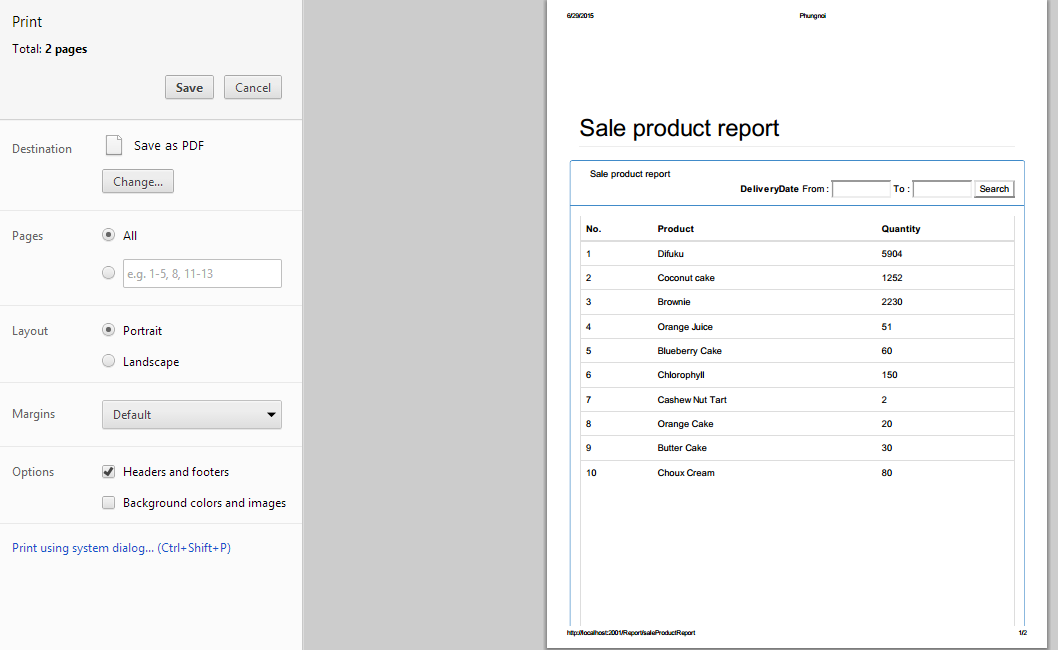 Print
Total: 2 pages
Save Cancel
Destination Save as PDF
Change...
Pages All
e.g. 1-5, 8, 11-13
Layout Portrait
Landscape
Margins Default
Options Headers and footers
Background colors and images
Print using system dialog... (Ctrl+Shift+P)
6/29/2015 Phungnoi
Sale product report
Sale product report
DeliveryDate From : To : Search
No. Product Quantity
1 Difuku 5904
2 Coconut cake 1252
3 Brownie 2230
4 Orange Juice 51
5 Blueberry Cake 60
6 Chlorophyll 150
7 Cashew Nut Tart 2
8 Orange Cake 20
9 Butter Cake 30
10 Choux Cream 80
http://localhost:2001/Report/saleProductReport 1/2